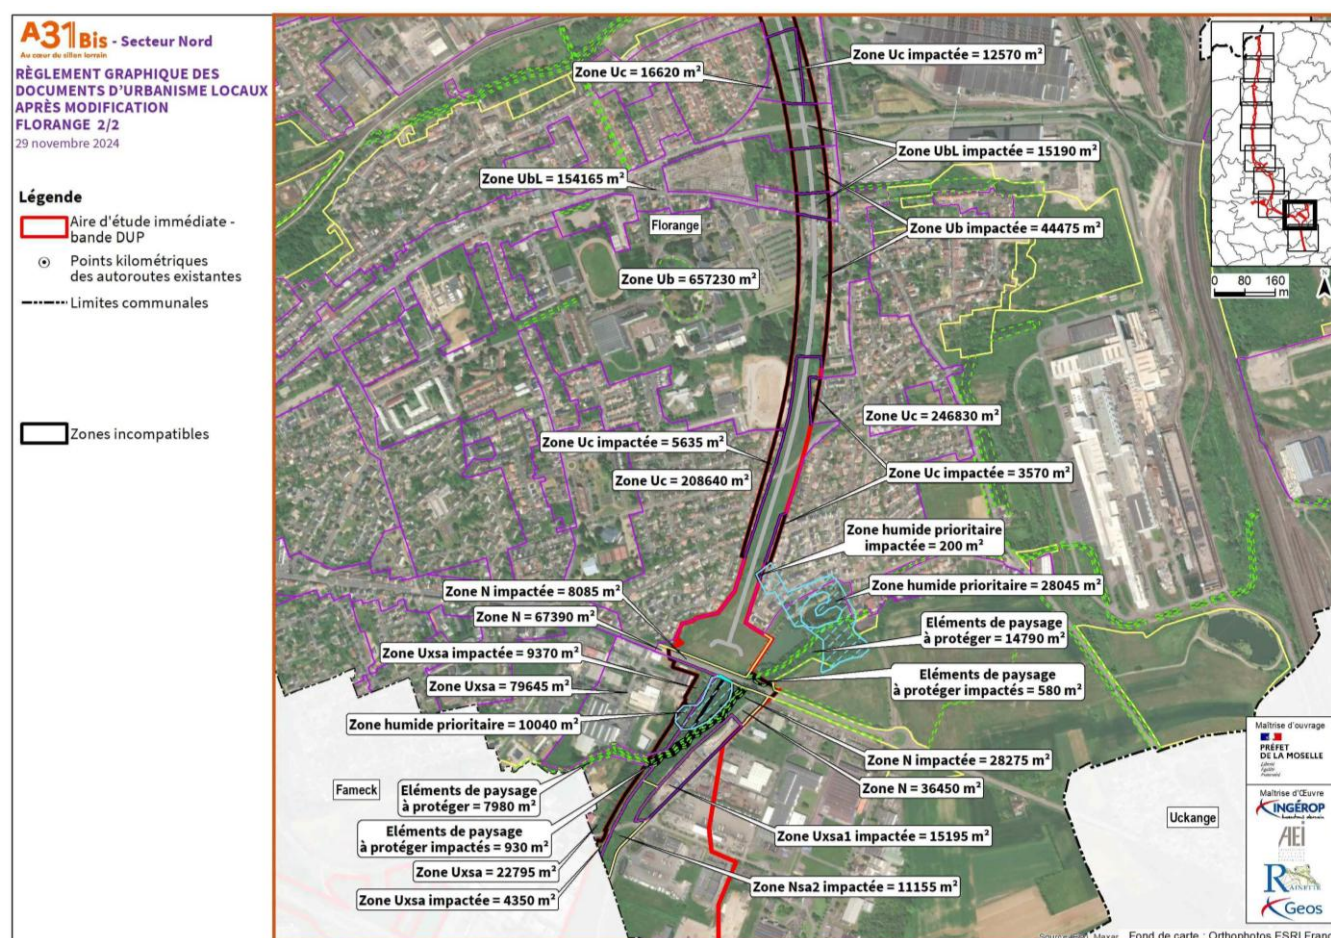 A31 Bis - Secteur Nord
Au cœur du sillon lorrain
RÈGLEMENT GRAPHIQUE DES
DOCUMENTS D'URBANISME LOCAUX
APRÈS MODIFICATION
FLORANGE 2/2
29 novembre 2024
Légende
Aire d'étude immédiate -
bande DUP
Points kilométriques
des autoroutes existantes
Limites communales
Zones incompatibles
Zone Uc impactée = 12570 m²
Zone Uc = 16620 m²
Zone UbL impactée = 15190 m²
Zone UbL = 154165 m²
Florange
Zone Ub impactée = 44475 m²
Zone Ub = 657230 m²
Zone Uc = 246830 m²
Zone Uc impactée = 5635 m²
Zone Uc impactée = 3570 m²
Zone Uc = 208640 m²
Zone humide prioritaire
impactée = 200 m²
Zone N impactée = 8085 m²
Zone humide prioritaire = 28045 m²
Zone N = 67390 m²
Eléments de paysage
à protéger = 14790 m²
Zone Uxsa impactée = 9370 m²
Eléments de paysage
à protéger impactés = 580 m²
Zone Uxsa = 79645 m²
Zone humide prioritaire = 10040 m²
Zone N impactée = 28275 m²
Zone N = 36450 m²
Fameck
Eléments de paysage
à protéger = 7980 m²
Uckange
Eléments de paysage
à protéger impactés = 930 m²
Zone Uxsa1 impactée = 15195 m²
Zone Uxsa = 22795 m²
Zone Nsa2 impactée = 11155 m²
Zone Uxsa impactée = 4350 m²
N
0 80 160
m
Maîtrise d'ouvrage
PRÉFET
DE LA MOSELLE
Liberté
Égalité
Fraternité
Maîtrise d'Œuvre
INGÉROP
AEI
RAINETTE
Geos
Fond de carte : Orthophotos ESRI Franc